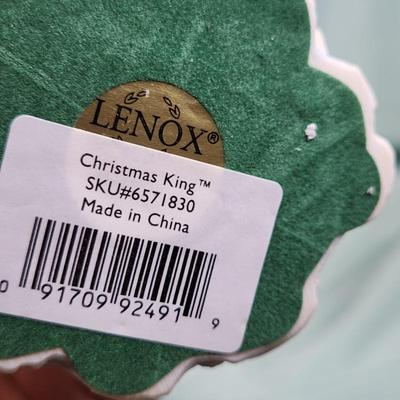 LENOX®
Christmas King™
SKU#6571830
Made in China
0 91709 92491 9